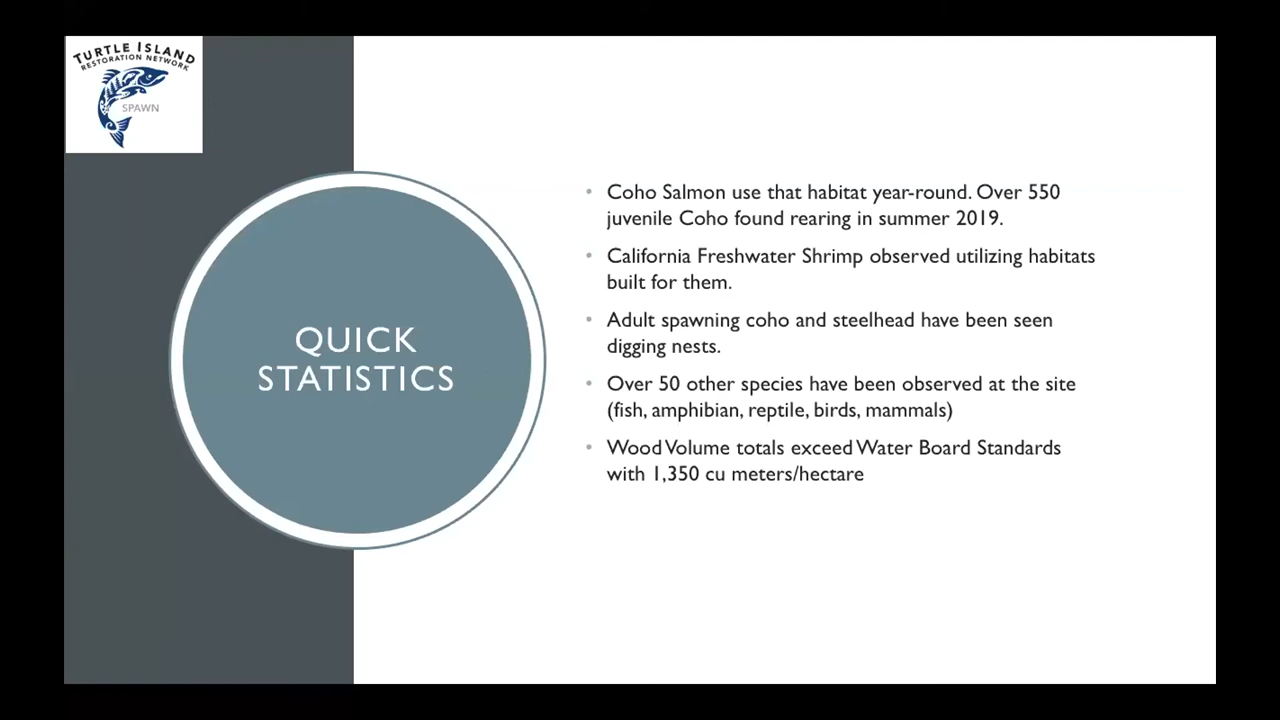 TURTLE ISLAND
RESTORATION NETWORK
SPAWN
QUICK
STATISTICS
• Coho Salmon use that habitat year-round. Over 550
juvenile Coho found rearing in summer 2019.
• California Freshwater Shrimp observed utilizing habitats
built for them.
• Adult spawning coho and steelhead have been seen
digging nests.
• Over 50 other species have been observed at the site
(fish, amphibian, reptile, birds, mammals)
• Wood Volume totals exceed Water Board Standards
with 1,350 cu meters/hectare